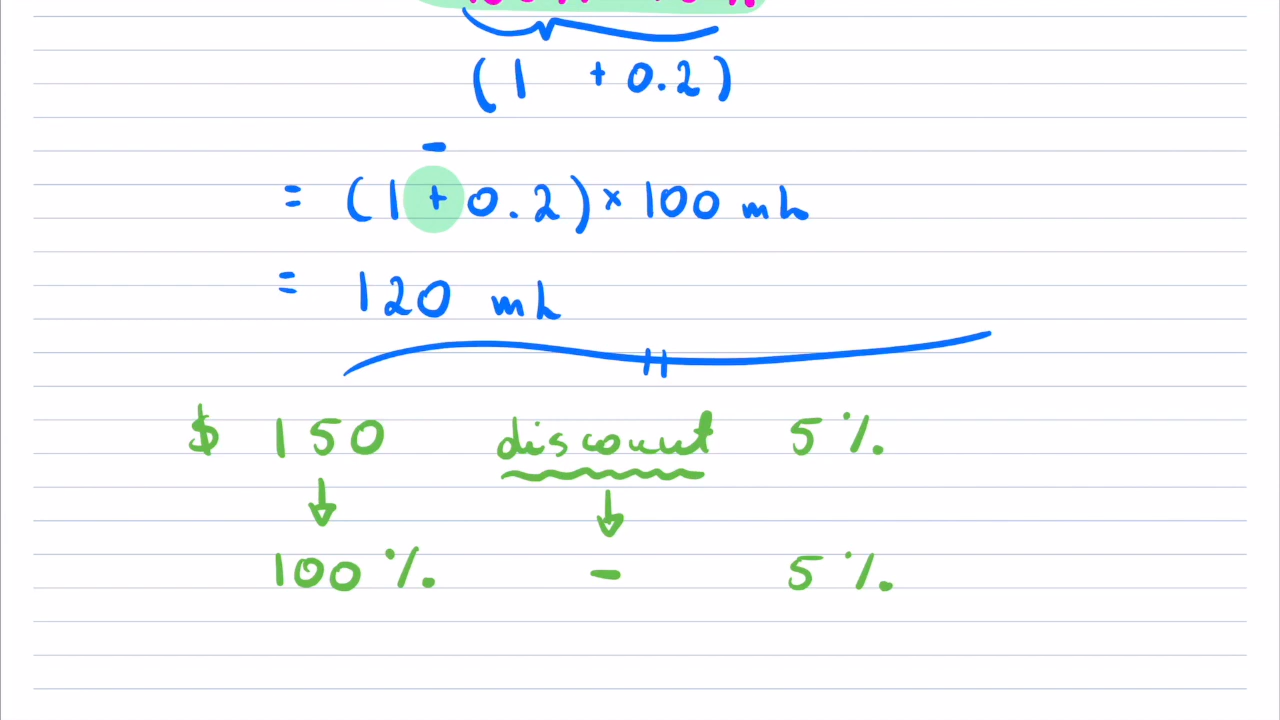 (1 + 0.2)
-
= (1 + 0.2) × 100 mL
= 120 mL
$ 150 discount 5%
100% - 5%